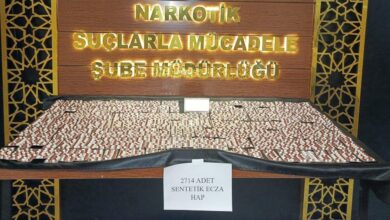 NARKOTİK
SUÇLARLA MÜCADELE
ŞUBE MÜDÜRLÜĞÜ
2714 ADET
SENTETİK ECZA
HAP